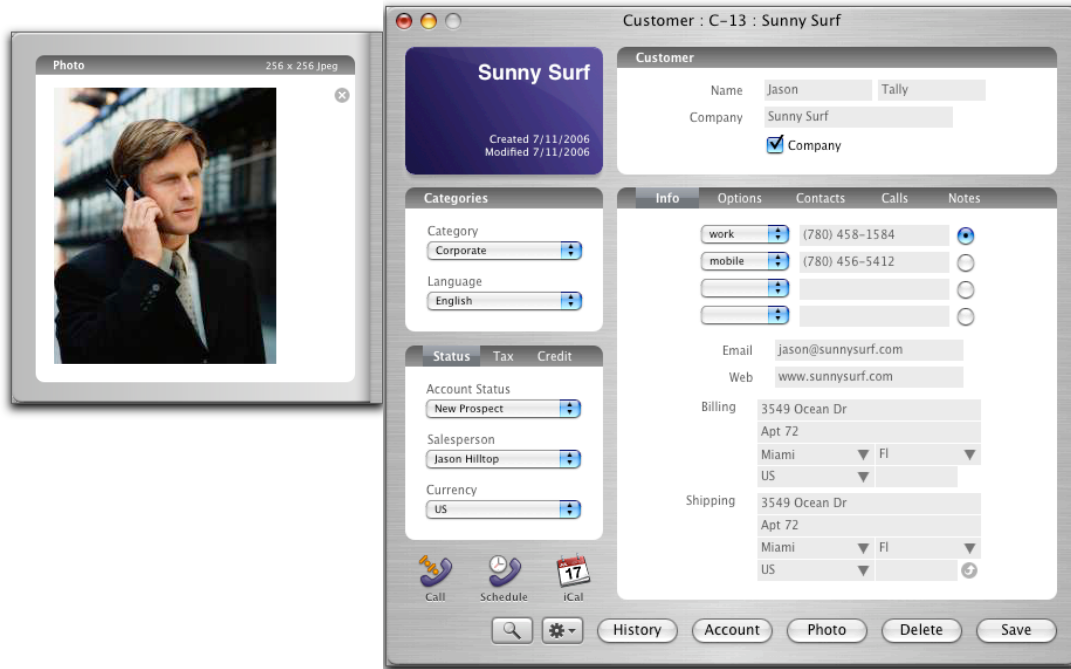 Customer : C-13 : Sunny Surf
Photo
256 x 256 Jpeg
Sunny Surf
Created 7/11/2006
Modified 7/11/2006
Customer
Name Jason Tally
Company Sunny Surf
Company
Categories
Category
Corporate
Language
English
Status Tax Credit
Account Status
New Prospect
Salesperson
Jason Hilltop
Currency
US
Info Options Contacts Calls Notes
work (780) 458-1584
mobile (780) 456-5412
Email jason@sunnysurf.com
Web www.sunnysurf.com
Billing 3549 Ocean Dr
Apt 72
Miami Fl
US
Shipping 3549 Ocean Dr
Apt 72
Miami Fl
US
Call
Schedule
17
iCal
History Account Photo Delete Save